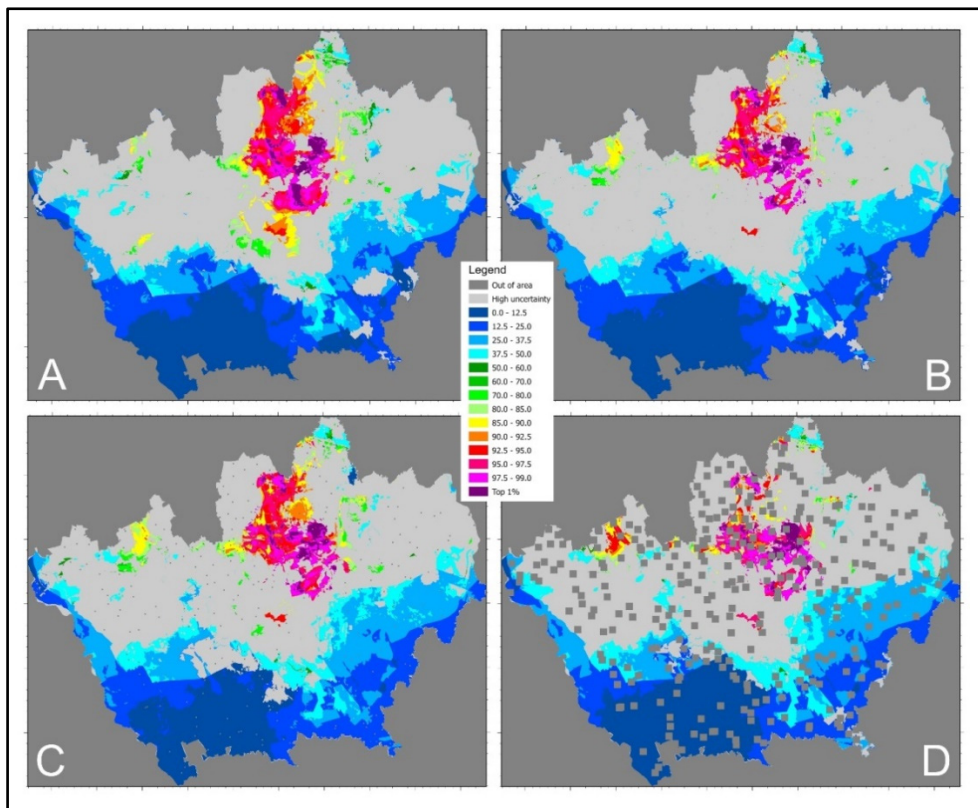 A
B
Legend
Out of area
High uncertainty
0.0 - 12.5
12.5 - 25.0
25.0 - 37.5
37.5 - 50.0
50.0 - 60.0
60.0 - 70.0
70.0 - 80.0
80.0 - 85.0
85.0 - 90.0
90.0 - 92.5
92.5 - 95.0
95.0 - 97.5
97.5 - 99.0
Top 1%
C
D